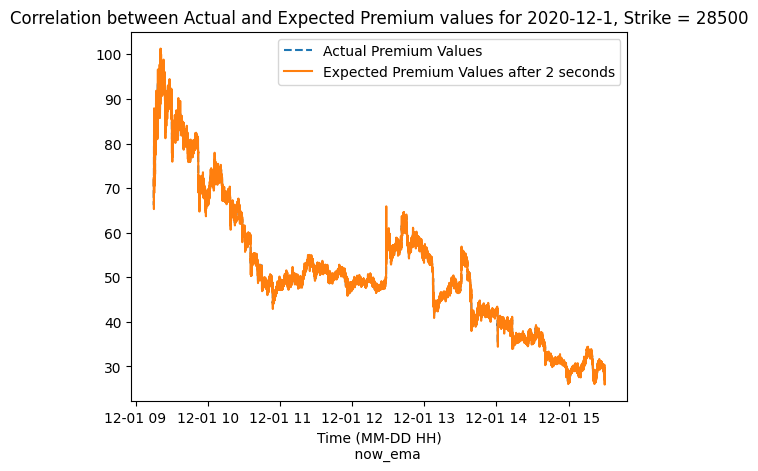 Correlation between Actual and Expected Premium values for 2020-12-1, Strike = 28500
Actual Premium Values
Expected Premium Values after 2 seconds
100
90
80
70
60
50
40
30
12-01 09 12-01 10 12-01 11 12-01 12 12-01 13 12-01 14 12-01 15
Time (MM-DD HH)
now_ema